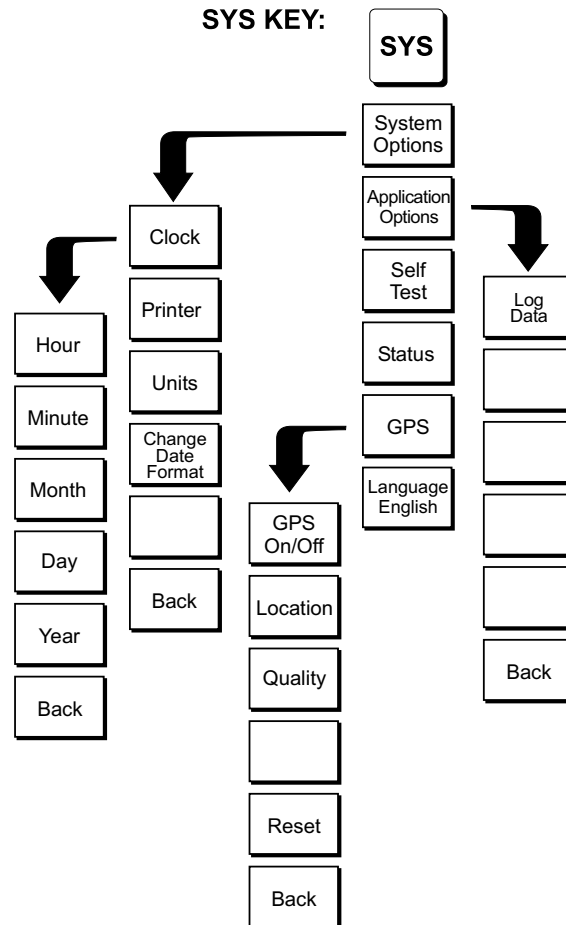 SYS KEY:
SYS
System
Options
Application
Options
Self
Test
Status
GPS
Language
English
Clock
Printer
Units
Change
Date
Format
Back
Hour
Minute
Month
Day
Year
Back
GPS
On/Off
Location
Quality
Reset
Back
Log
Data
Back